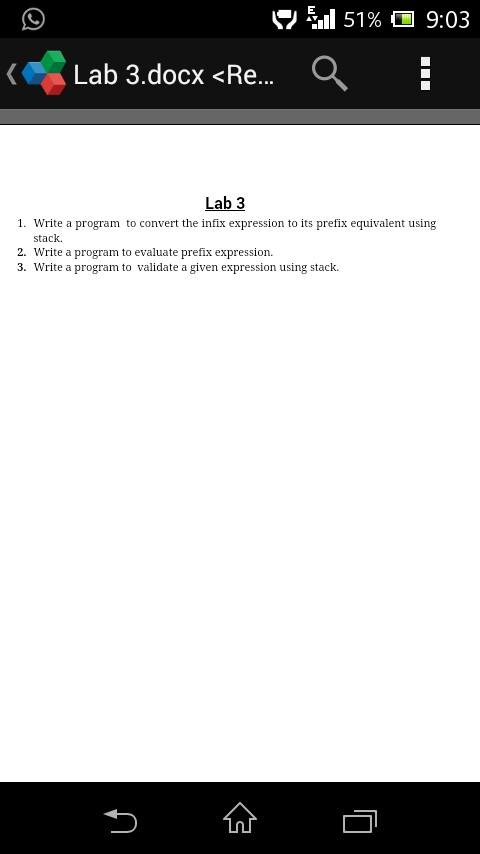 E
51%
9:03
Lab 3.docx <Re...
Lab 3
1. Write a program to convert the infix expression to its prefix equivalent using
stack.
2. Write a program to evaluate prefix expression.
3. Write a program to validate a given expression using stack.